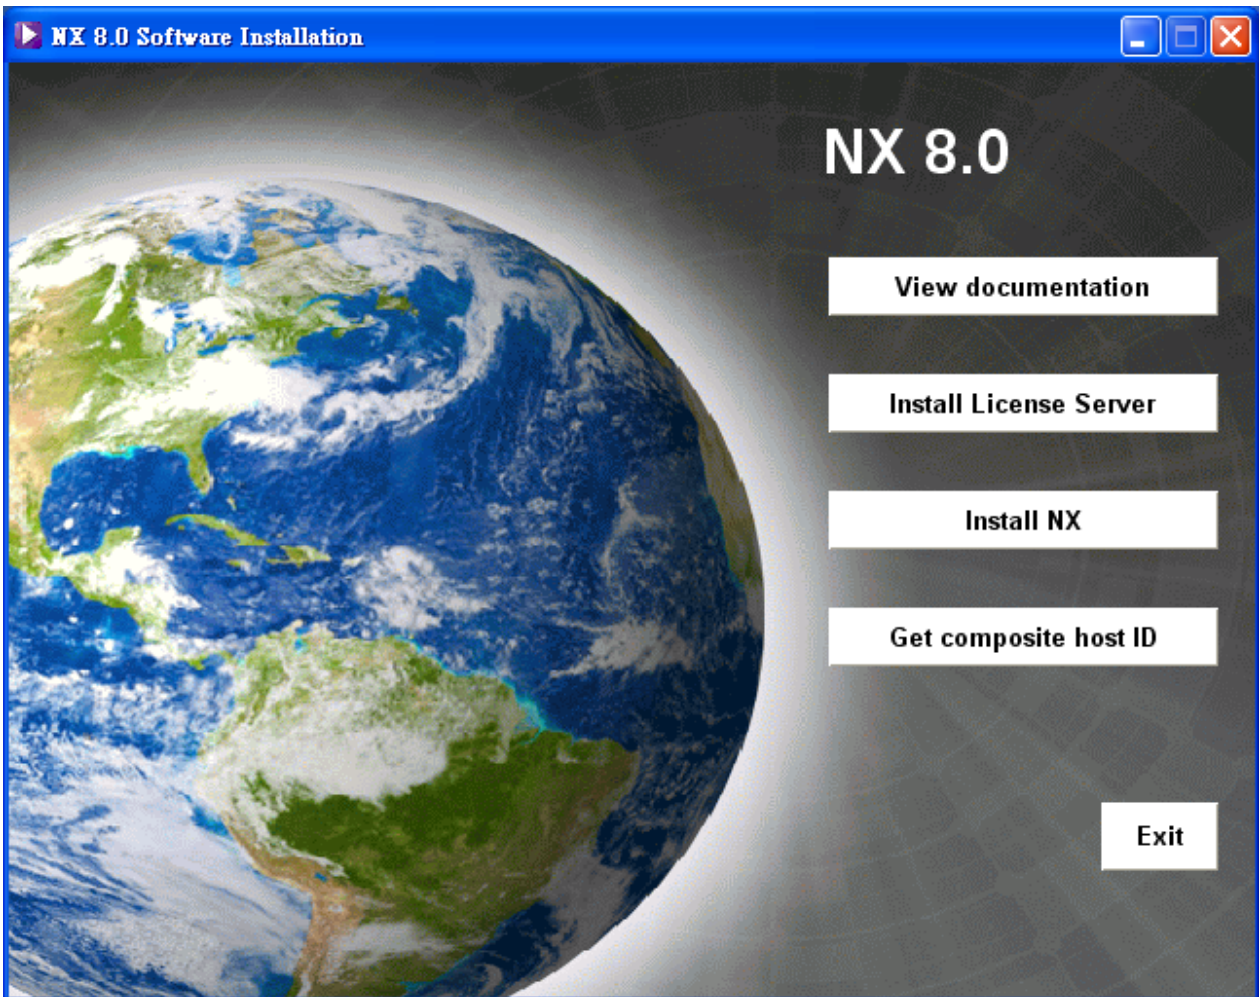 NX 8.0 Software Installation
NX 8.0
View documentation
Install License Server
Install NX
Get composite host ID
Exit